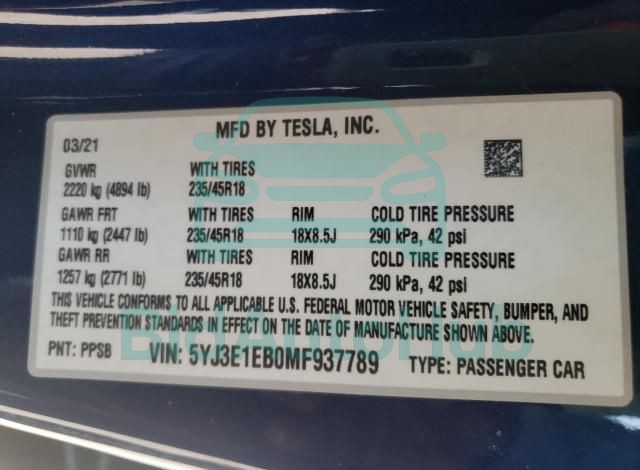 MFD BY TESLA, INC.
03/21
GVWR WITH TIRES
2220 kg (4894 lb) 235/45R18
GAWR FRT WITH TIRES RIM COLD TIRE PRESSURE
1110 kg (2447 lb) 235/45R18 18X8.5J 290 kPa, 42 psi
GAWR RR WITH TIRES RIM COLD TIRE PRESSURE
1257 kg (2771 lb) 235/45R18 18X8.5J 290 kPa, 42 psi
THIS VEHICLE CONFORMS TO ALL APPLICABLE U.S. FEDERAL MOTOR VEHICLE SAFETY, BUMPER, AND
THEFT PREVENTION STANDARDS IN EFFECT ON THE DATE OF MANUFACTURE SHOWN ABOVE.
PNT: PPSB VIN: 5YJ3E1EB0MF937789 TYPE: PASSENGER CAR
BidAutoHub